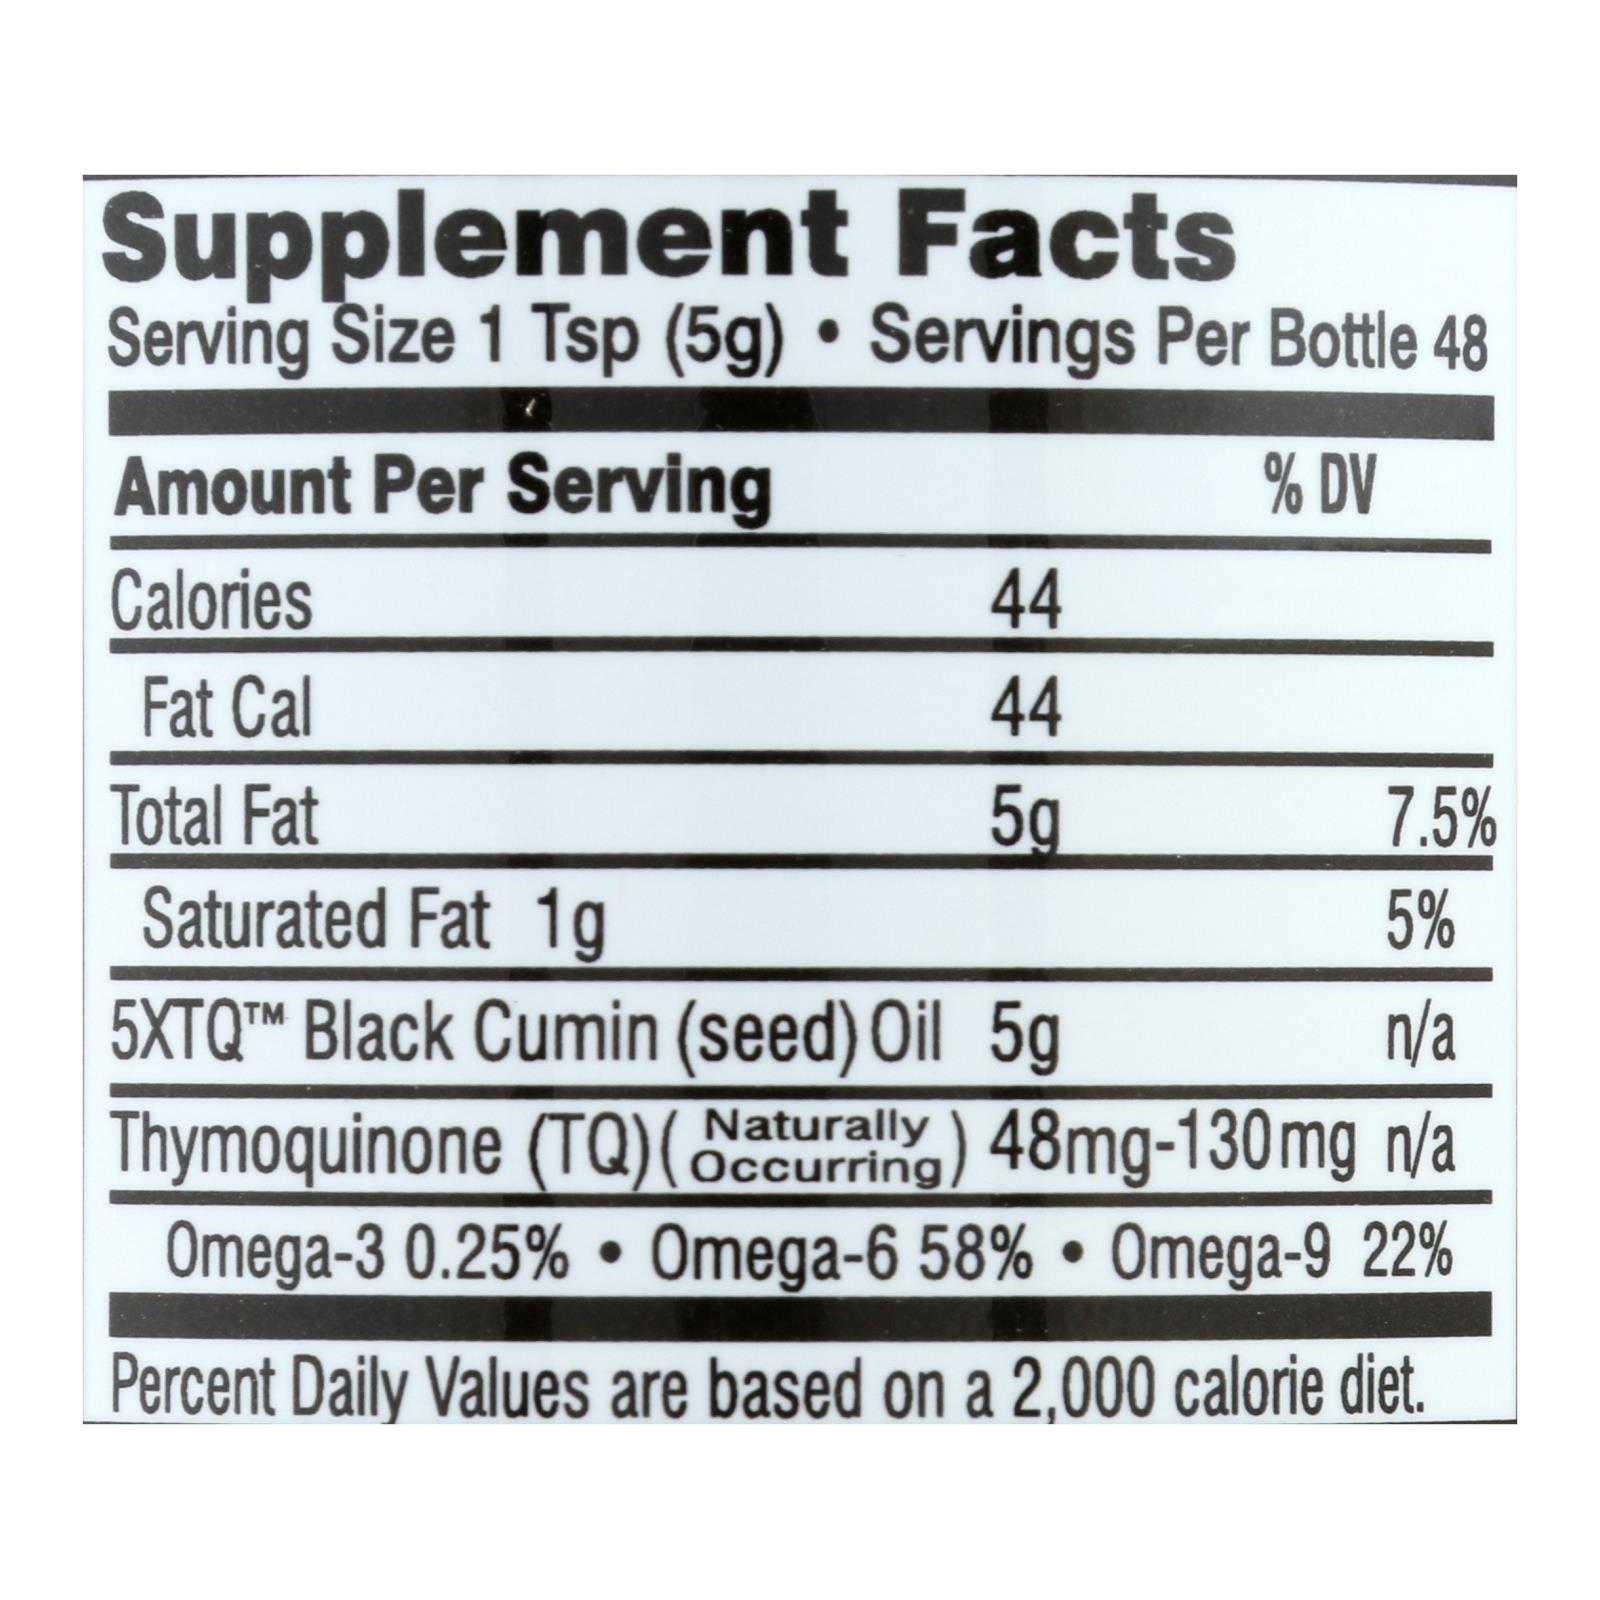 Supplement Facts
Serving Size 1 Tsp (5g) • Servings Per Bottle 48
Amount Per Serving % DV
Calories 44
Fat Cal 44
Total Fat 5g 7.5%
Saturated Fat 1g 5%
5XTQ™ Black Cumin (seed) Oil 5g n/a
Thymoquinone (TQ) (Naturally Occurring) 48mg-130mg n/a
Omega-3 0.25% • Omega-6 58% • Omega-9 22%
Percent Daily Values are based on a 2,000 calorie diet.